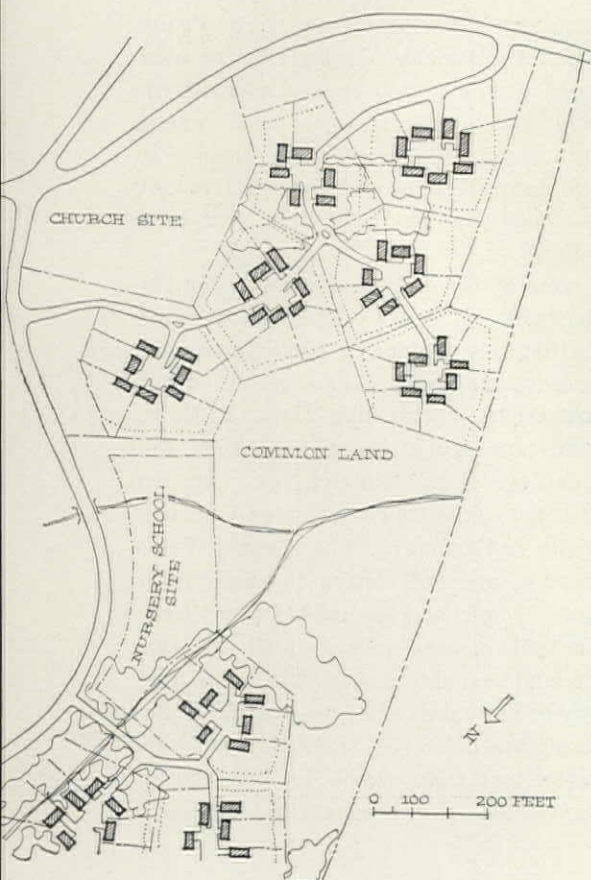 CHURCH SITE
COMMON LAND
NURSERY SCHOOL
SITE
N
0 100 200 FEET